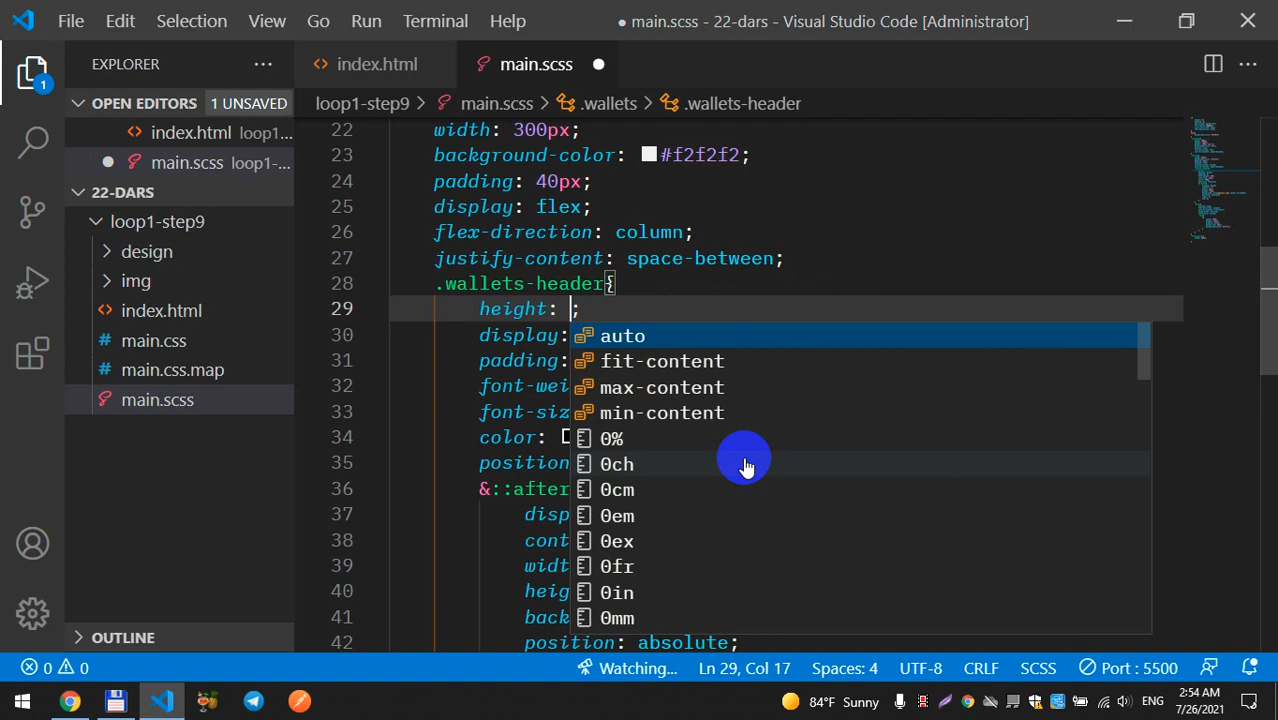 File Edit Selection View Go Run Terminal Help ● main.scss - 22-dars - Visual Studio Code [Administrator]
EXPLORER ···
index.html main.scss
OPEN EDITORS 1 UNSAVED
loop1-step9 > main.scss > .wallets > .wallets-header
index.html loop1...
main.scss loop1-...
22-DARS
loop1-step9
design
img
index.html
main.css
main.css.map
main.scss
OUTLINE
1
22 width: 300px;
23 background-color: #f2f2f2;
24 padding: 40px;
25 display: flex;
26 flex-direction: column;
27 justify-content: space-between;
28 .wallets-header{
29 height: ;
30 display:
31 padding:
32 font-wei
33 font-siz
34 color:
35 position
36 &::after
37 disp
38 cont
39 widt
40 heig
41 back
42 position: absolute;
auto
fit-content
max-content
min-content
0%
0ch
0cm
0em
0ex
0fr
0in
0mm
0 0 Watching... Ln 29, Col 17 Spaces: 4 UTF-8 CRLF SCSS Port : 5500
84°F Sunny ENG 2:54 AM
7/26/2021